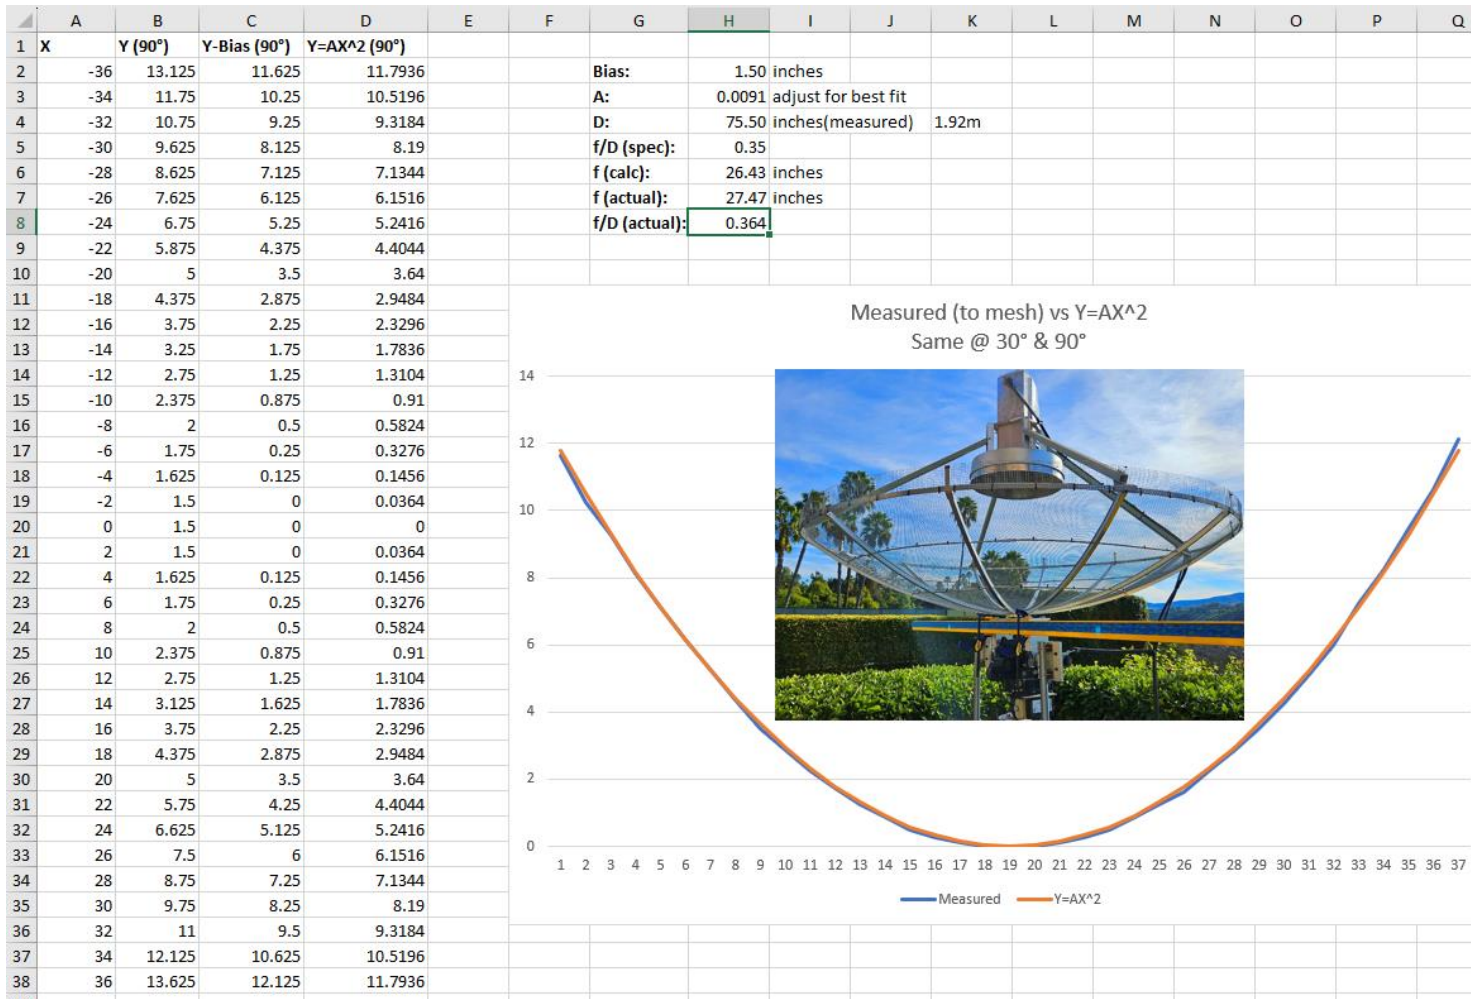 A B C D E F G H I J K L M N O P Q
1 X Y (90°) Y-Bias (90°) Y=AX^2 (90°)
2 -36 13.125 11.625 11.7936 Bias: 1.50 inches
3 -34 11.75 10.25 10.5196 A: 0.0091 adjust for best fit
4 -32 10.75 9.25 9.3184 D: 75.50 inches(measured) 1.92m
5 -30 9.625 8.125 8.19 f/D (spec): 0.35
6 -28 8.625 7.125 7.1344 f (calc): 26.43 inches
7 -26 7.625 6.125 6.1516 f (actual): 27.47 inches
8 -24 6.75 5.25 5.2416 f/D (actual): 0.364
9 -22 5.875 4.375 4.4044
10 -20 5 3.5 3.64
11 -18 4.375 2.875 2.9484
12 -16 3.75 2.25 2.3296
13 -14 3.25 1.75 1.7836
14 -12 2.75 1.25 1.3104
15 -10 2.375 0.875 0.91
16 -8 2 0.5 0.5824
17 -6 1.75 0.25 0.3276
18 -4 1.625 0.125 0.1456
19 -2 1.5 0 0.0364
20 0 1.5 0 0
21 2 1.5 0 0.0364
22 4 1.625 0.125 0.1456
23 6 1.75 0.25 0.3276
24 8 2 0.5 0.5824
25 10 2.375 0.875 0.91
26 12 2.75 1.25 1.3104
27 14 3.125 1.625 1.7836
28 16 3.75 2.25 2.3296
29 18 4.375 2.875 2.9484
30 20 5 3.5 3.64
31 22 5.75 4.25 4.4044
32 24 6.625 5.125 5.2416
33 26 7.5 6 6.1516
34 28 8.75 7.25 7.1344
35 30 9.75 8.25 8.19
36 32 11 9.5 9.3184
37 34 12.125 10.625 10.5196
38 36 13.625 12.125 11.7936
Measured (to mesh) vs Y=AX^2
Same @ 30° & 90°
14
12
10
8
6
4
2
0
1 2 3 4 5 6 7 8 9 10 11 12 13 14 15 16 17 18 19 20 21 22 23 24 25 26 27 28 29 30 31 32 33 34 35 36 37
Measured Y=AX^2